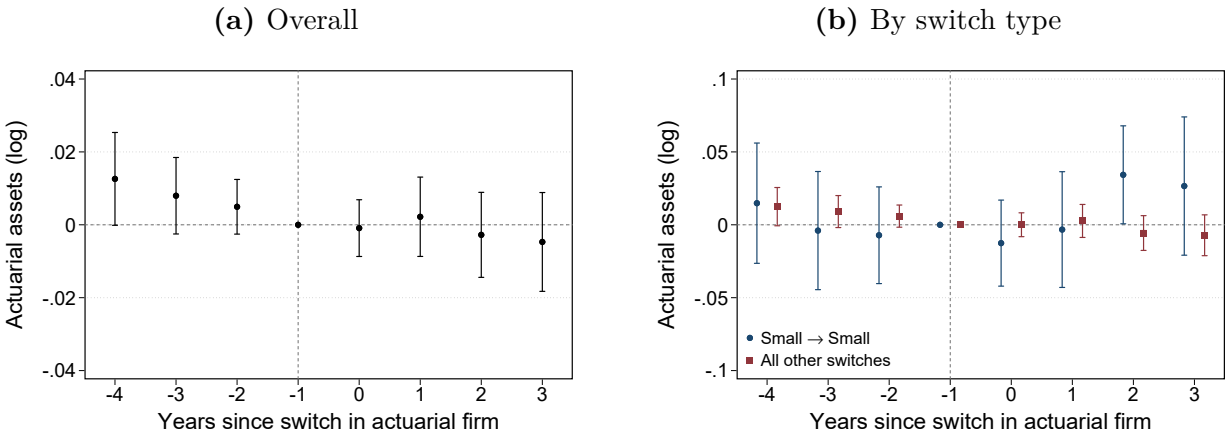 (a) Overall
.04
.02
0
-.02
-.04
Actuarial assets (log)
-4 -3 -2 -1 0 1 2 3
Years since switch in actuarial firm
(b) By switch type
.1
.05
0
-.05
-.1
Actuarial assets (log)
Small → Small
All other switches
-4 -3 -2 -1 0 1 2 3
Years since switch in actuarial firm